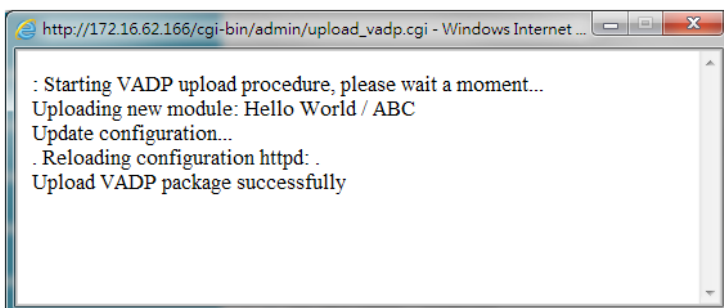 http://172.16.62.166/cgi-bin/admin/upload_vadp.cgi - Windows Internet ...
: Starting VADP upload procedure, please wait a moment...
Uploading new module: Hello World / ABC
Update configuration...
. Reloading configuration httpd: .
Upload VADP package successfully